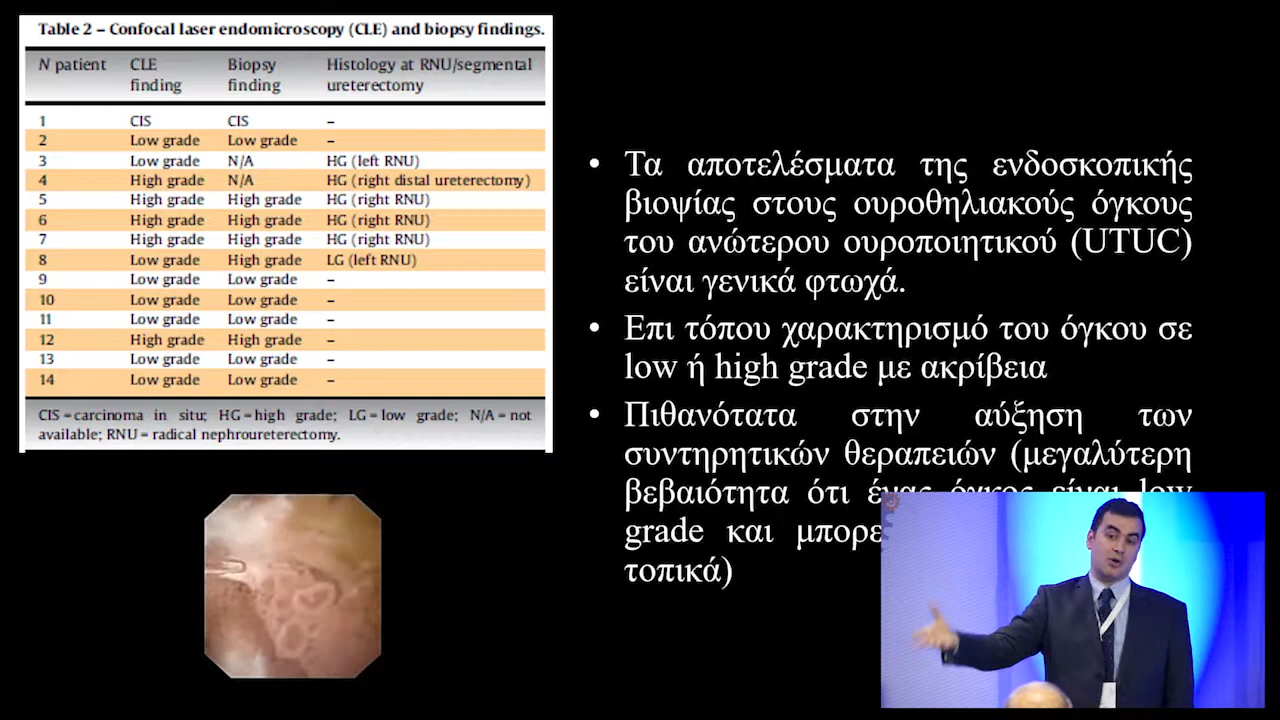 Table 2 – Confocal laser endomicroscopy (CLE) and biopsy findings.
N patient CLE finding Biopsy finding Histology at RNU/segmental ureterectomy
1 CIS CIS –
2 Low grade Low grade –
3 Low grade N/A HG (left RNU)
4 High grade N/A HG (right distal ureterectomy)
5 High grade High grade HG (right RNU)
6 High grade High grade HG (right RNU)
7 High grade High grade HG (right RNU)
8 Low grade High grade LG (left RNU)
9 Low grade Low grade –
10 Low grade Low grade –
11 Low grade Low grade –
12 High grade High grade –
13 Low grade Low grade –
14 Low grade Low grade –
CIS = carcinoma in situ; HG = high grade; LG = low grade; N/A = not
available; RNU = radical nephroureterectomy.
• Τα αποτελέσματα της ενδοσκοπικής
βιοψίας στους ουροθηλιακούς όγκους
του ανώτερου ουροποιητικού (UTUC)
είναι γενικά φτωχά.
• Επι τόπου χαρακτηρισμό του όγκου σε
low ή high grade με ακρίβεια
• Πιθανότατα στην αύξηση των
συντηρητικών θεραπειών (μεγαλύτερη
βεβαιότητα ότι ένας όγκος είναι low
grade και
τοπικά)